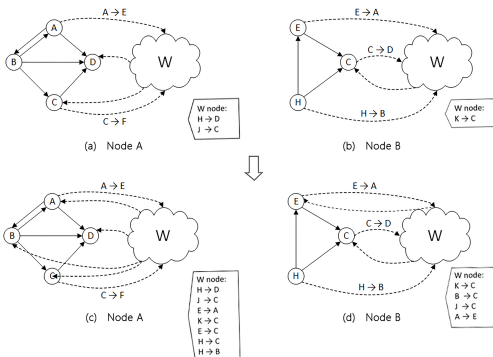 A → E
A
B
D
W
C
C → F
W node:
H → D
J → C
(a) Node A
E → A
E
C → D
C
W
H
H → B
W node:
K → C
(b) Node B
A → E
A
B
D
W
C
C → F
W node:
H → D
J → C
E → A
K → C
E → C
H → C
H → B
(c) Node A
E → A
E
C → D
C
W
H
H → B
W node:
K → C
B → C
J → C
A → E
(d) Node B